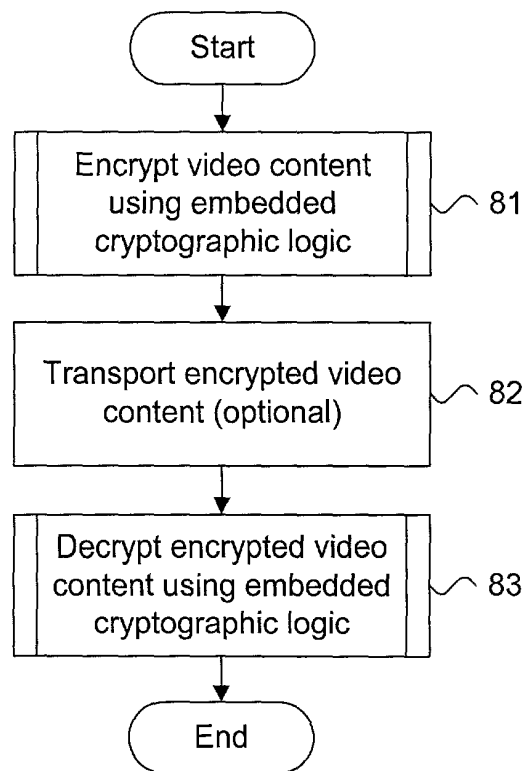 Start
Encrypt video content
using embedded
cryptographic logic
81
Transport encrypted video
content (optional)
82
Decrypt encrypted video
content using embedded
cryptographic logic
83
End